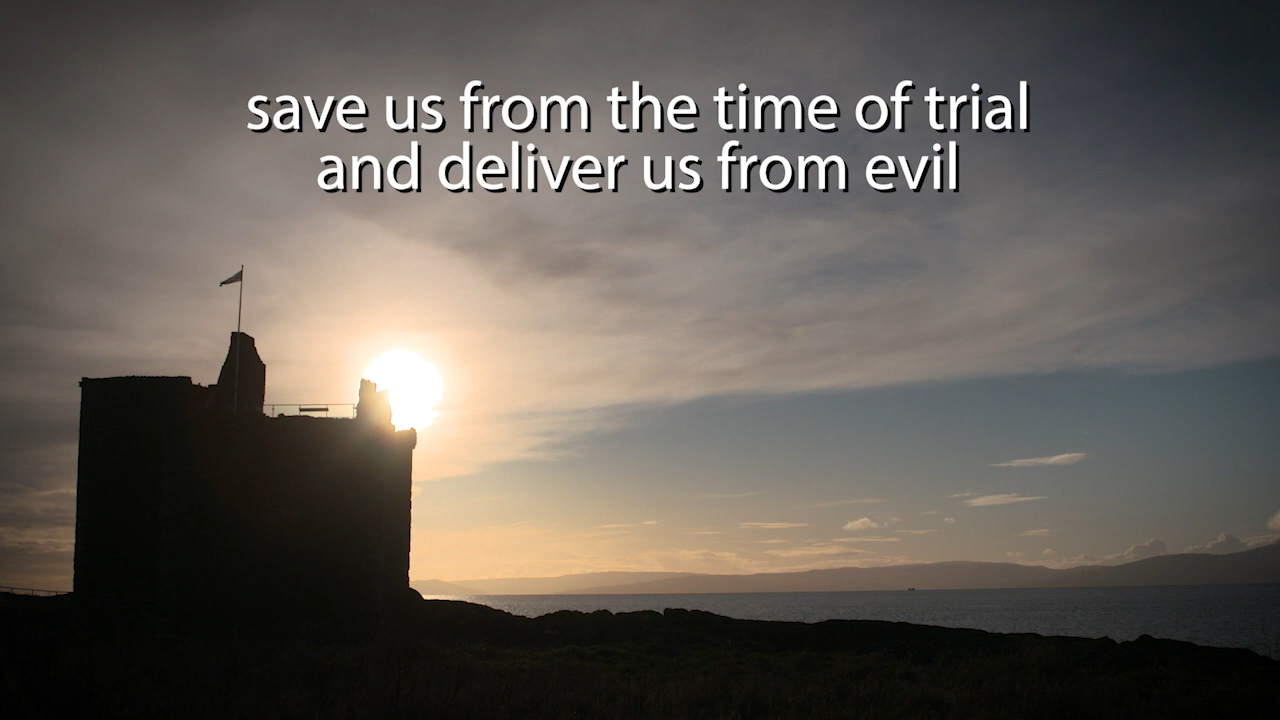 save us from the time of trial
and deliver us from evil